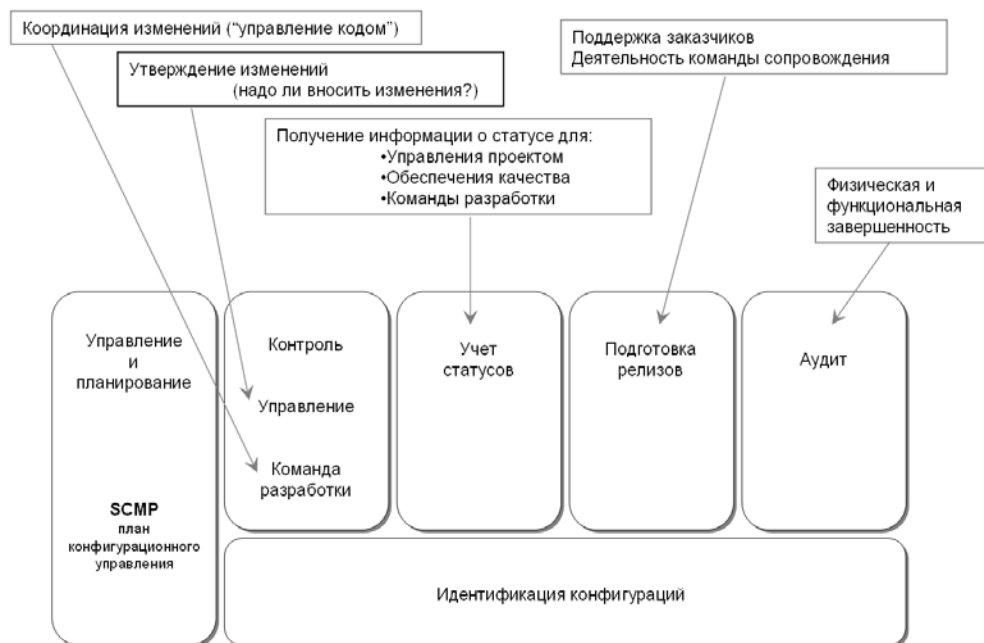 Координация изменений (“управление кодом”)
Утверждение изменений
(надо ли вносить изменения?)
Получение информации о статусе для:
•Управления проектом
•Обеспечения качества
•Команды разработки
Поддержка заказчиков
Деятельность команды сопровождения
Физическая и
функциональная
завершенность
Управление
и
планирование
SCMP
план
конфигурационного
управления
Контроль
Управление
Команда
разработки
Учет
статусов
Подготовка
релизов
Аудит
Идентификация конфигураций